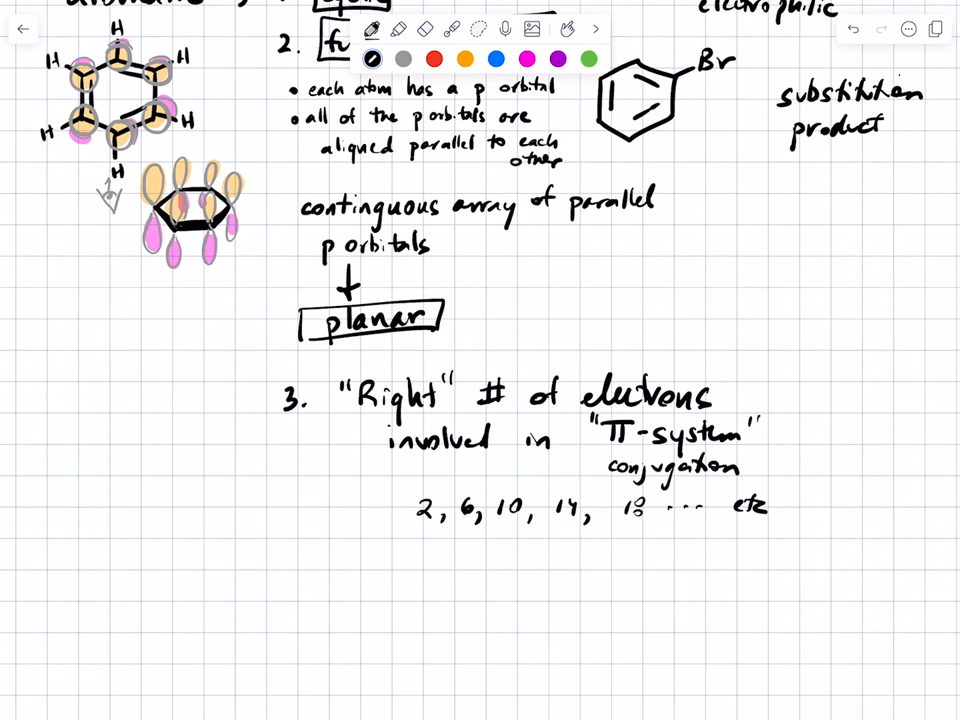 electrophilic
2.
• each atom has a p orbital
• all of the p orbitals are
aligned parallel to each
other
Br
substitution
product
H
H
H
H
H
H
continguous array of parallel
p orbitals
planar
3. "Right" # of electrons
involved in "π-system"
conjugation
2, 6, 10, 14, 18 ... etc